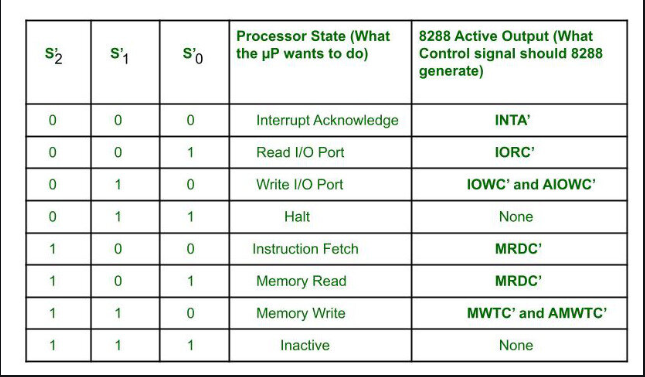 S’2 S’1 S’0 Processor State (What the µP wants to do) 8288 Active Output (What Control signal should 8288 generate)
0 0 0 Interrupt Acknowledge INTA’
0 0 1 Read I/O Port IORC’
0 1 0 Write I/O Port IOWC’ and AIOWC’
0 1 1 Halt None
1 0 0 Instruction Fetch MRDC’
1 0 1 Memory Read MRDC’
1 1 0 Memory Write MWTC’ and AMWTC’
1 1 1 Inactive None